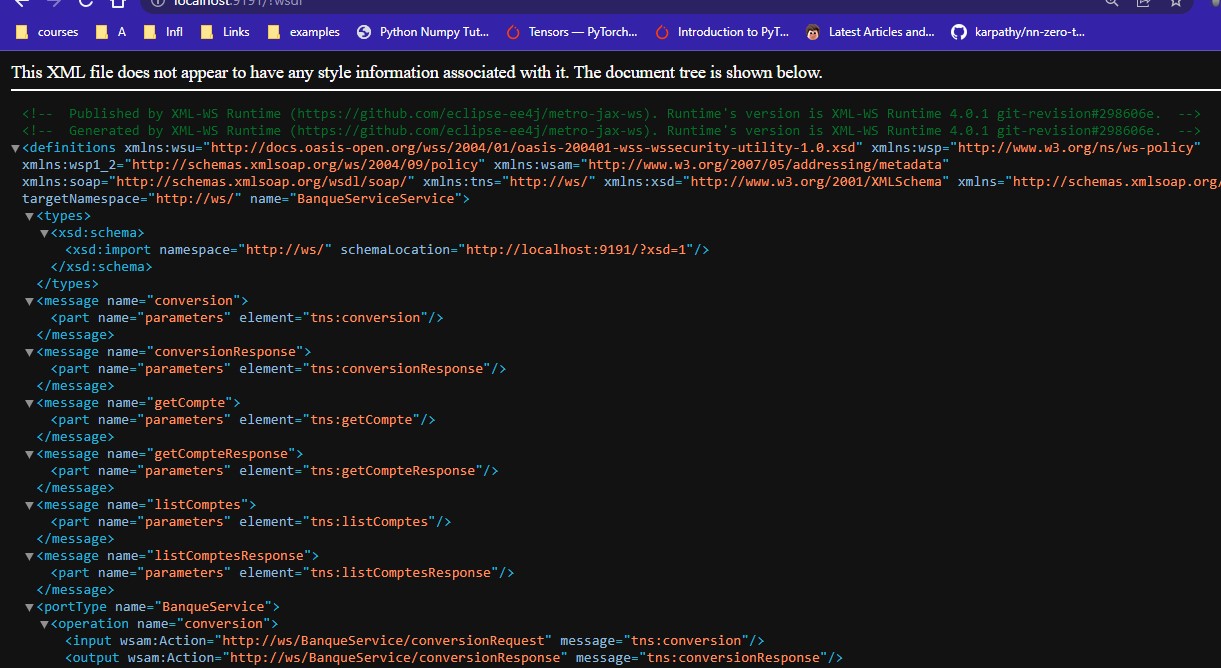 localhost:9191/?wsdl
courses A Infl Links examples Python Numpy Tut... Tensors — PyTorch... Introduction to PyT... Latest Articles and... karpathy/nn-zero-t...
This XML file does not appear to have any style information associated with it. The document tree is shown below.
<!-- Published by XML-WS Runtime (https://github.com/eclipse-ee4j/metro-jax-ws). Runtime's version is XML-WS Runtime 4.0.1 git-revision#298606e. -->
<!-- Generated by XML-WS Runtime (https://github.com/eclipse-ee4j/metro-jax-ws). Runtime's version is XML-WS Runtime 4.0.1 git-revision#298606e. -->
<definitions xmlns:wsu="http://docs.oasis-open.org/wss/2004/01/oasis-200401-wss-wssecurity-utility-1.0.xsd" xmlns:wsp="http://www.w3.org/ns/ws-policy"
xmlns:wsp1_2="http://schemas.xmlsoap.org/ws/2004/09/policy" xmlns:wsam="http://www.w3.org/2007/05/addressing/metadata"
xmlns:soap="http://schemas.xmlsoap.org/wsdl/soap/" xmlns:tns="http://ws/" xmlns:xsd="http://www.w3.org/2001/XMLSchema" xmlns="http://schemas.xmlsoap.org/
targetNamespace="http://ws/" name="BanqueServiceService">
<types>
<xsd:schema>
<xsd:import namespace="http://ws/" schemaLocation="http://localhost:9191/?xsd=1"/>
</xsd:schema>
</types>
<message name="conversion">
<part name="parameters" element="tns:conversion"/>
</message>
<message name="conversionResponse">
<part name="parameters" element="tns:conversionResponse"/>
</message>
<message name="getCompte">
<part name="parameters" element="tns:getCompte"/>
</message>
<message name="getCompteResponse">
<part name="parameters" element="tns:getCompteResponse"/>
</message>
<message name="listComptes">
<part name="parameters" element="tns:listComptes"/>
</message>
<message name="listComptesResponse">
<part name="parameters" element="tns:listComptesResponse"/>
</message>
<portType name="BanqueService">
<operation name="conversion">
<input wsam:Action="http://ws/BanqueService/conversionRequest" message="tns:conversion"/>
<output wsam:Action="http://ws/BanqueService/conversionResponse" message="tns:conversionResponse"/>